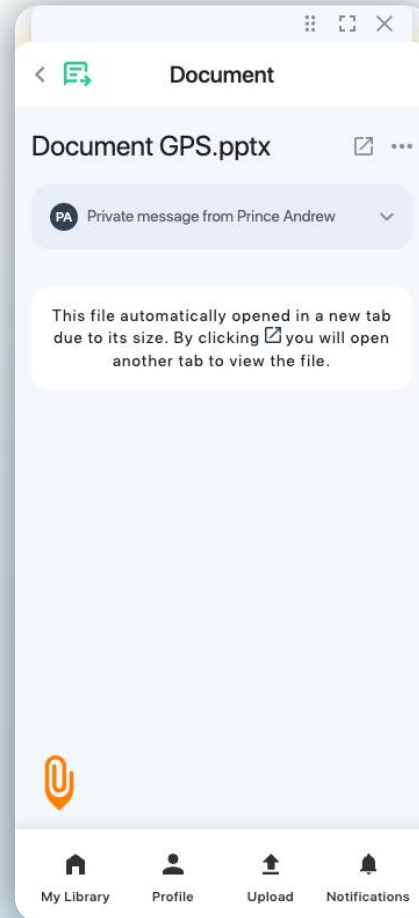 Document
Document GPS.pptx
PA Private message from Prince Andrew
This file automatically opened in a new tab
due to its size. By clicking you will open
another tab to view the file.
My Library Profile Upload Notifications